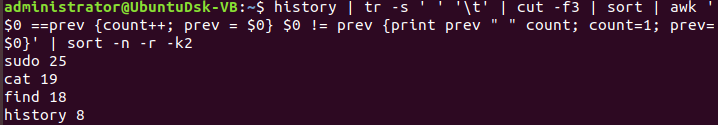 administrator@UbuntuDsk-VB:~$ history | tr -s ' ' '\t' | cut -f3 | sort | awk '
$0 ==prev {count++; prev = $0} $0 != prev {print prev " " count; count=1; prev=
$0}' | sort -n -r -k2
sudo 25
cat 19
find 18
history 8